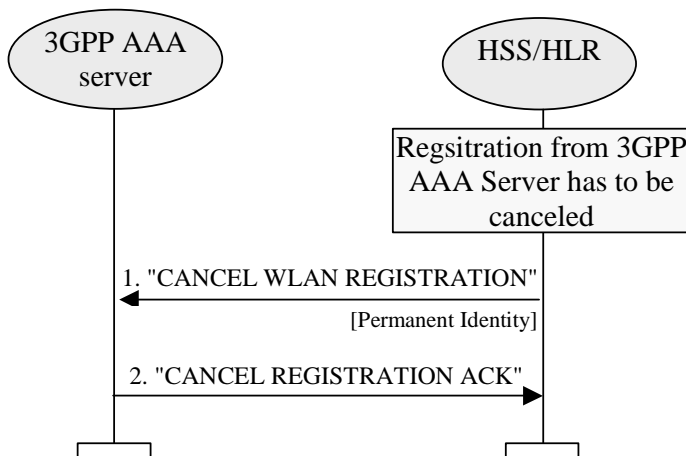 3GPP AAA
server
HSS/HLR
Regsitration from 3GPP
AAA Server has to be
canceled
1. "CANCEL WLAN REGISTRATION"
[Permanent Identity]
2. "CANCEL REGISTRATION ACK"